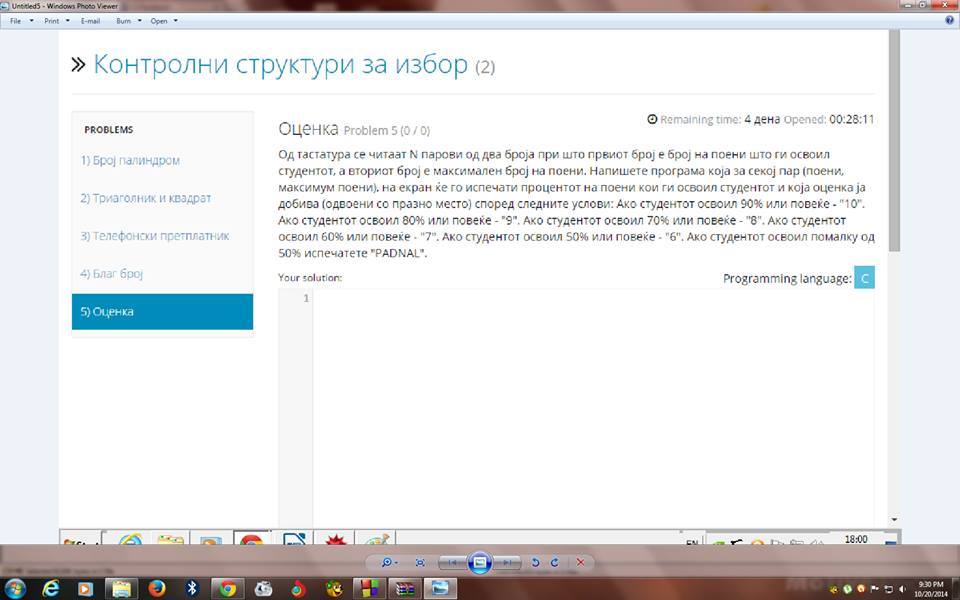 Untitled5 - Windows Photo Viewer
File Print E-mail Burn Open
» Контролни структури за избор (2)
PROBLEMS
1) Број палиндром
2) Триаголник и квадрат
3) Телефонски претплатник
4) Благ број
5) Оценка
Оценка Problem 5 (0 / 0)
Remaining time: 4 дена Opened: 00:28:11
Од тастатура се читаат N парови од два броја при што првиот број е број на поени што ги освоил
студентот, а вториот број е максимален број на поени. Напишете програма која за секој пар (поени,
максимум поени), на екран ќе го испечати процентот на поени кои ги освоил студентот и која оценка ја
добива (одвоени со празно место) според следните услови: Ако студентот освоил 90% или повеќе - "10".
Ако студентот освоил 80% или повеќе - "9". Ако студентот освоил 70% или повеќе - "8". Ако студентот
освоил 60% или повеќе - "7". Ако студентот освоил 50% или повеќе - "6". Ако студентот освоил помалку од
50% испечатете "PADNAL".
Your solution:
Programming language: C
1
EN
18:00
9:30 PM
10/20/2014